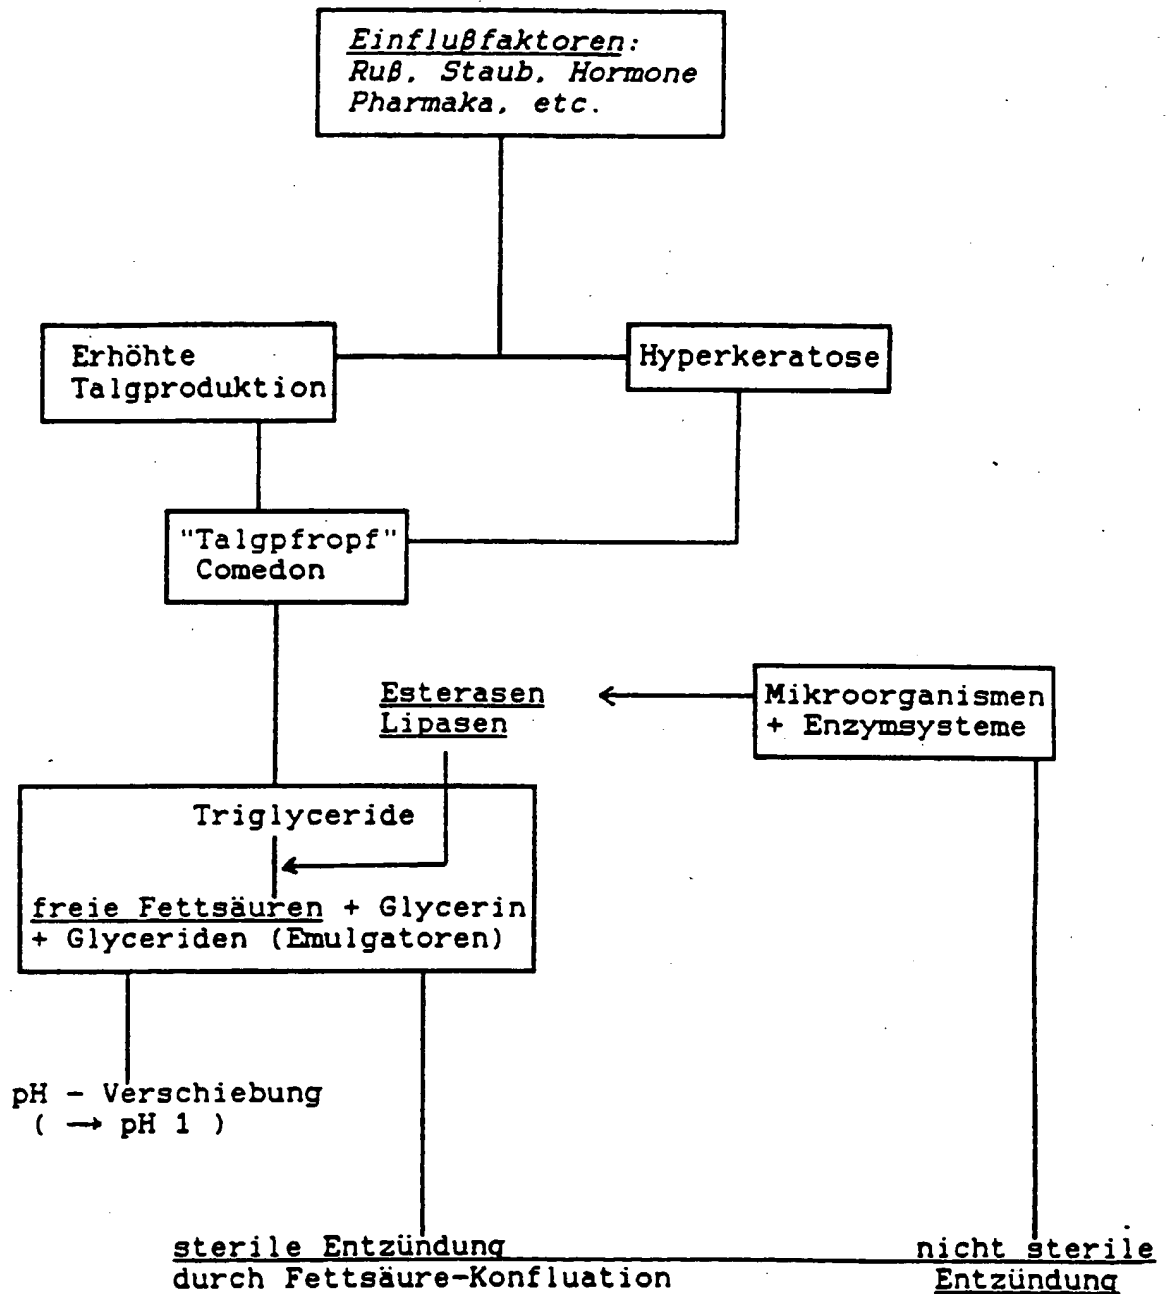 Einflußfaktoren:
Ruß, Staub, Hormone
Pharmaka, etc.
Erhöhte
Talgproduktion
Hyperkeratose
"Talgpfropf"
Comedon
Esterasen
Lipasen
Mikroorganismen
+ Enzymsysteme
Triglyceride
freie Fettsäuren + Glycerin
+ Glyceriden (Emulgatoren)
pH - Verschiebung
( → pH 1 )
sterile Entzündung
durch Fettsäure-Konfluation
nicht sterile
Entzündung